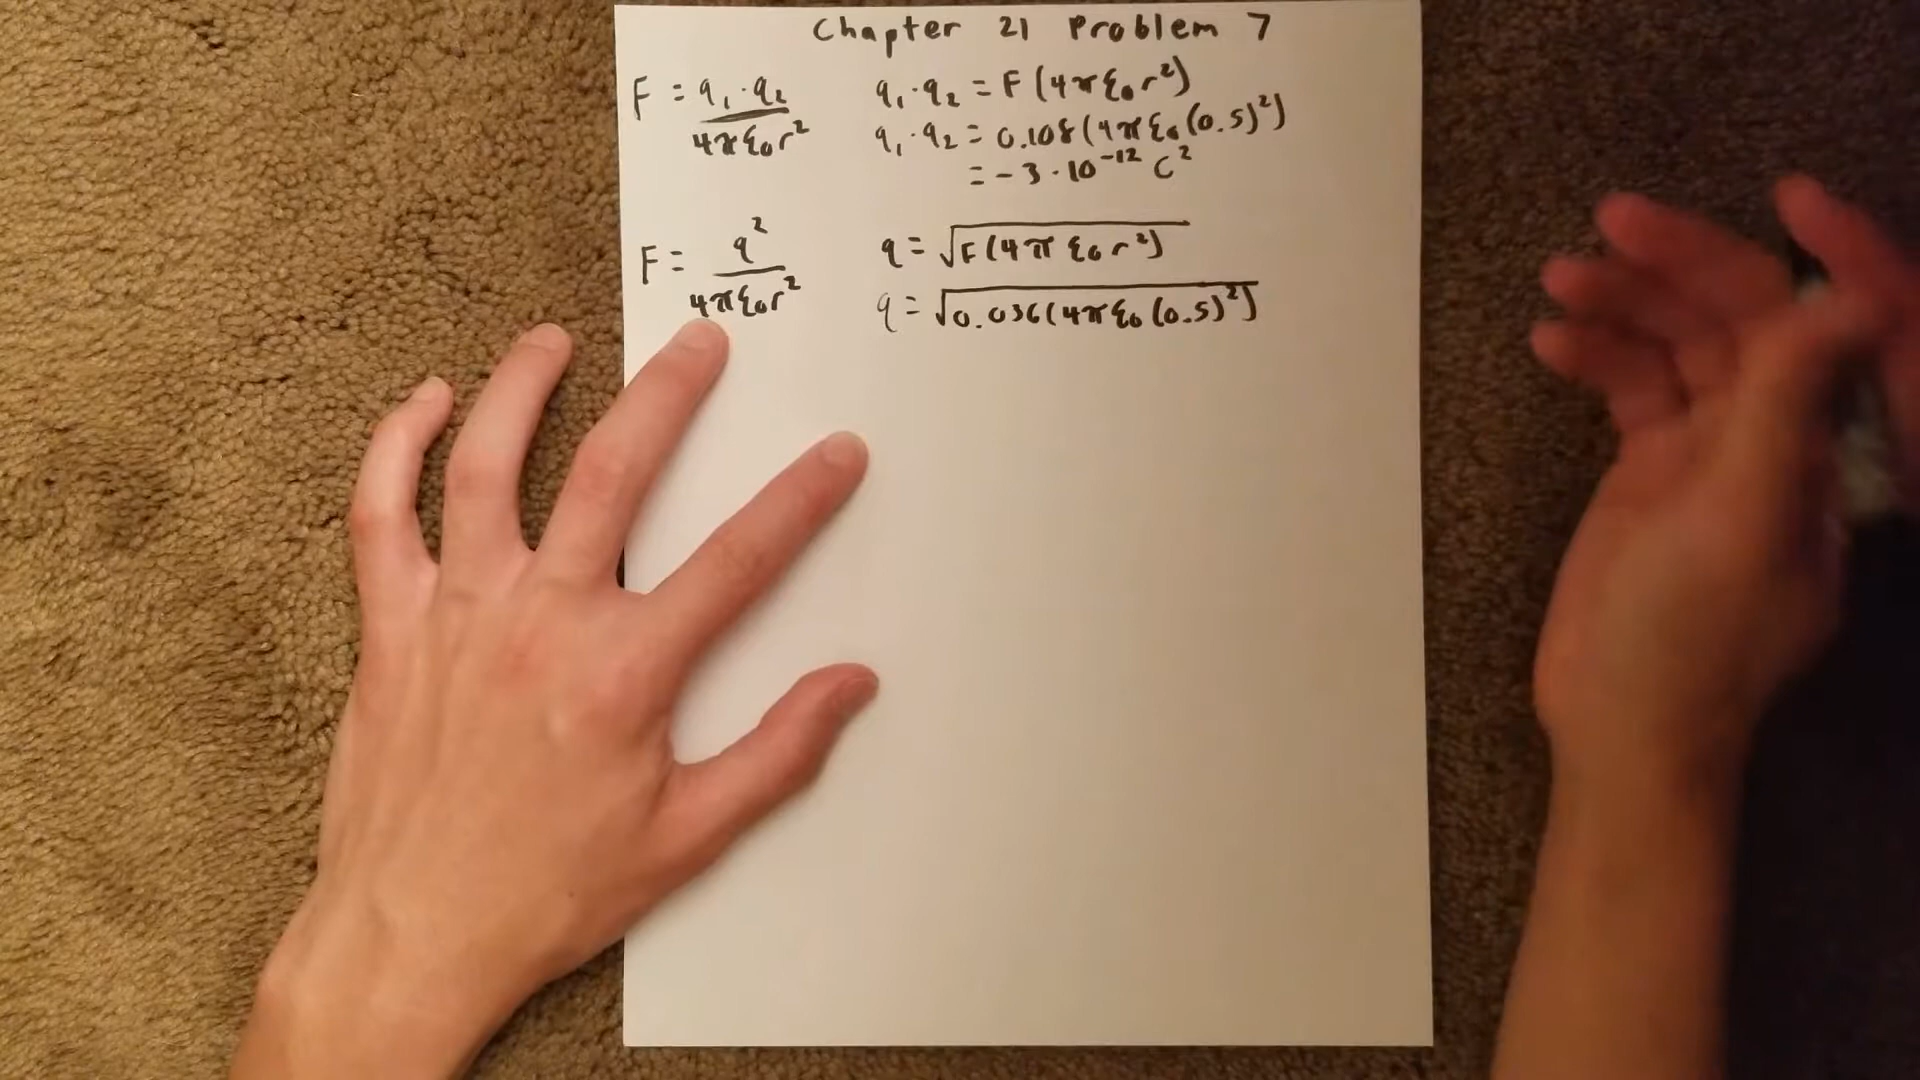 Chapter 21 Problem 7
F = q₁·q₂ / 4πε₀r²
q₁·q₂ = F(4πε₀r²)
q₁·q₂ = 0.108(4πε₀(0.5)²)
= -3·10⁻¹² C²
F = q² / 4πε₀r²
q = √F(4πε₀r²)
q = √0.036(4πε₀(0.5)²)